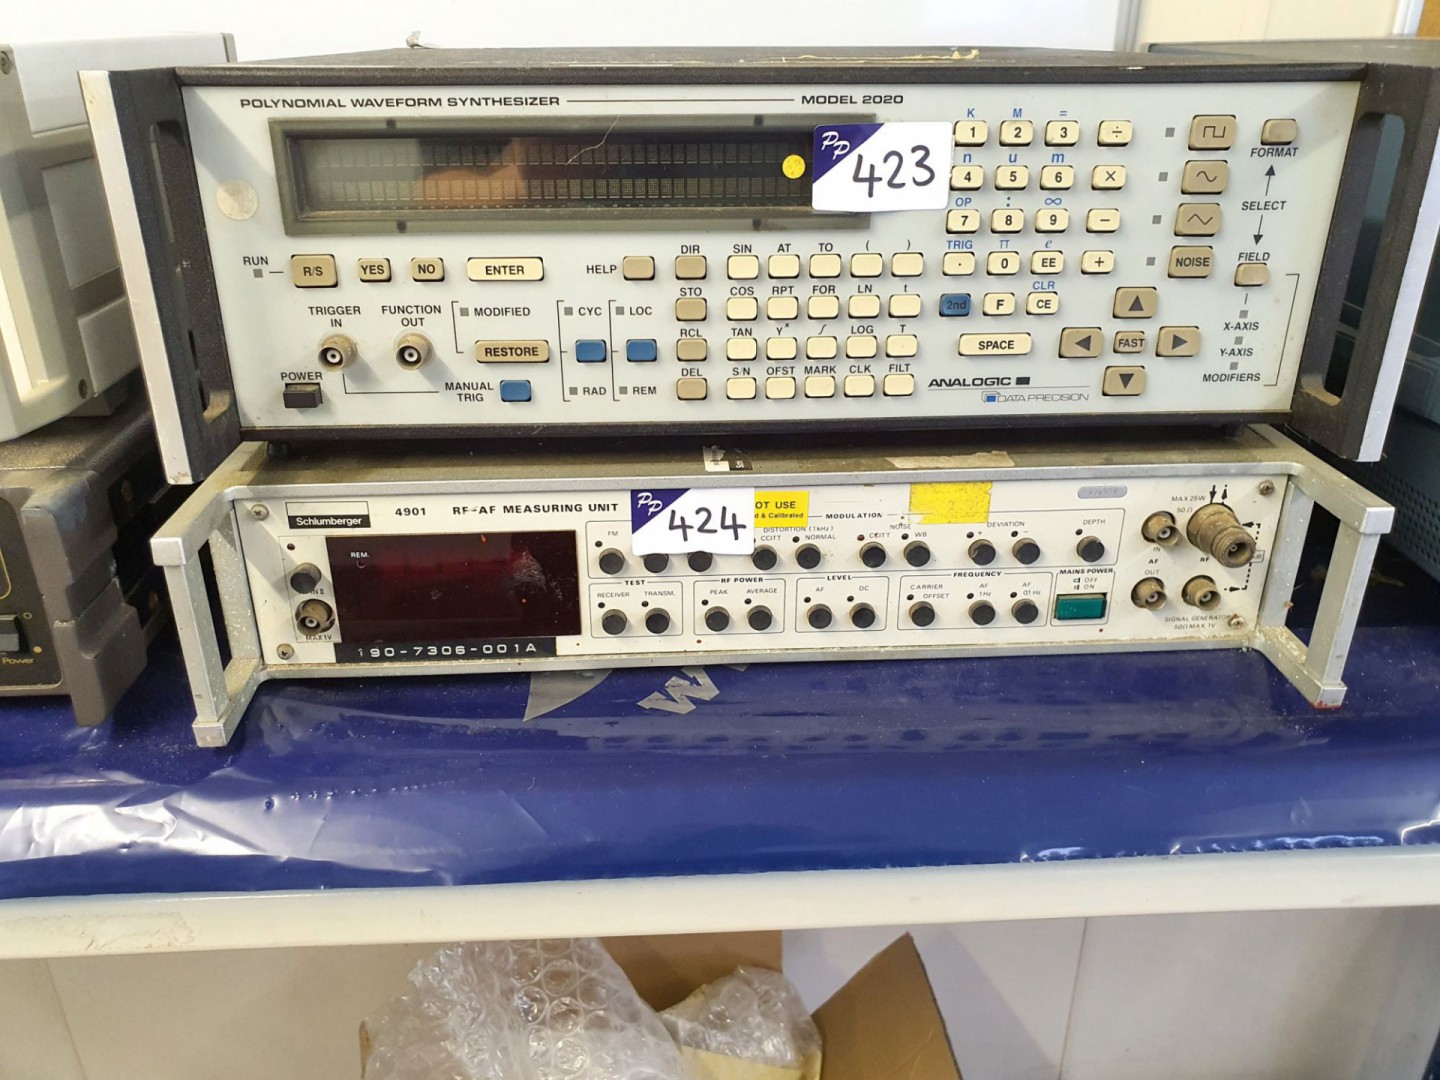 POLYNOMIAL WAVEFORM SYNTHESIZER MODEL 2020
PP 423
K M =
1 2 3 ÷
n u m
4 5 6 ×
OP : ∞
7 8 9 −
TRIG π e
. 0 EE +
CLR
2nd F CE
SPACE
NOISE
FORMAT
SELECT
FIELD
X-AXIS
Y-AXIS
MODIFIERS
FAST
RUN
R/S YES NO ENTER HELP
DIR SIN AT TO ( )
STO COS RPT FOR LN t
RCL TAN Yˣ ∫ LOG T
DEL S/N OFST MARK CLK FILT
TRIGGER IN
FUNCTION OUT
MODIFIED
RESTORE
CYC
RAD
LOC
REM
POWER
MANUAL TRIG
ANALOGIC
DATA PRECISION
Schlumberger 4901 RF-AF MEASURING UNIT
PP 424
OT USE
d & Calibrated
MODULATION
FM
DISTORTION (1kHz)
CCITT NORMAL
NOISE
CCITT WB
DEVIATION
+ −
DEPTH
REM.
MAX 1V
190-7306-001A
TEST
RECEIVER TRANSM.
RF POWER
PEAK AVERAGE
LEVEL
AF DC
FREQUENCY
CARRIER OFFSET
AF 1Hz
AF 0.1Hz
MAINS POWER
OFF
ON
MAX 25W
50 Ω
IN
AF RF
OUT
SIGNAL GENERATOR
50Ω MAX 1V
Power
W